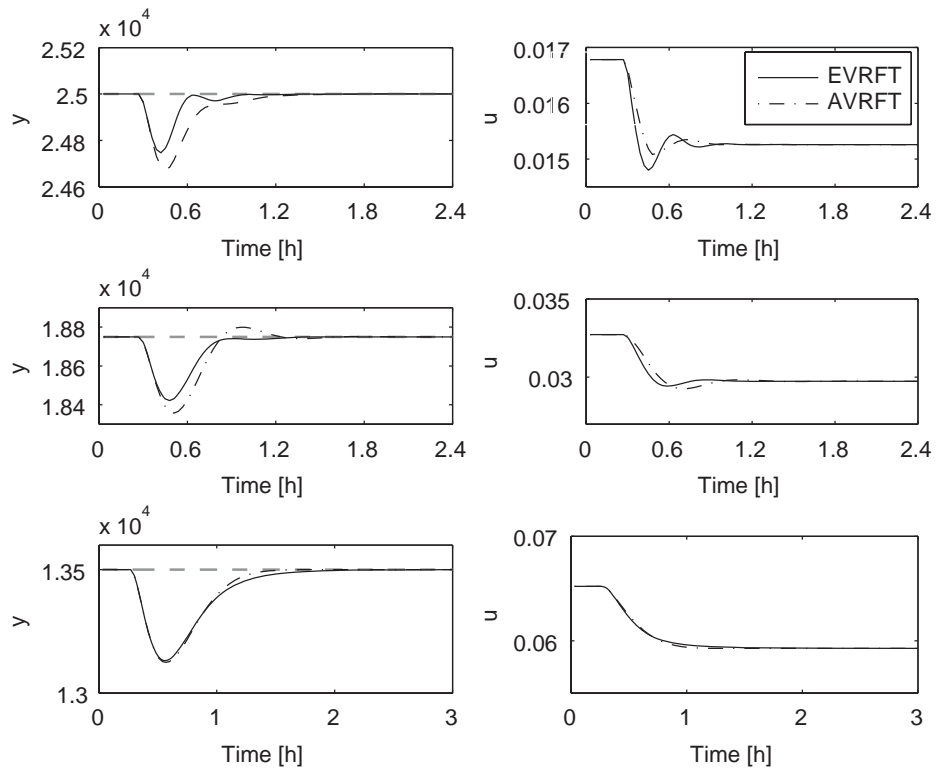 x 10^4
2.52
2.5
2.48
2.46
y
0 0.6 1.2 1.8 2.4
Time [h]
0.017
0.016
0.015
u
EVRFT
AVRFT
0 0.6 1.2 1.8 2.4
Time [h]
x 10^4
1.88
1.86
1.84
y
0 0.6 1.2 1.8 2.4
Time [h]
0.035
0.03
u
0 0.6 1.2 1.8 2.4
Time [h]
x 10^4
1.35
1.3
y
0 1 2 3
Time [h]
0.07
0.06
0.05
u
0 1 2 3
Time [h]